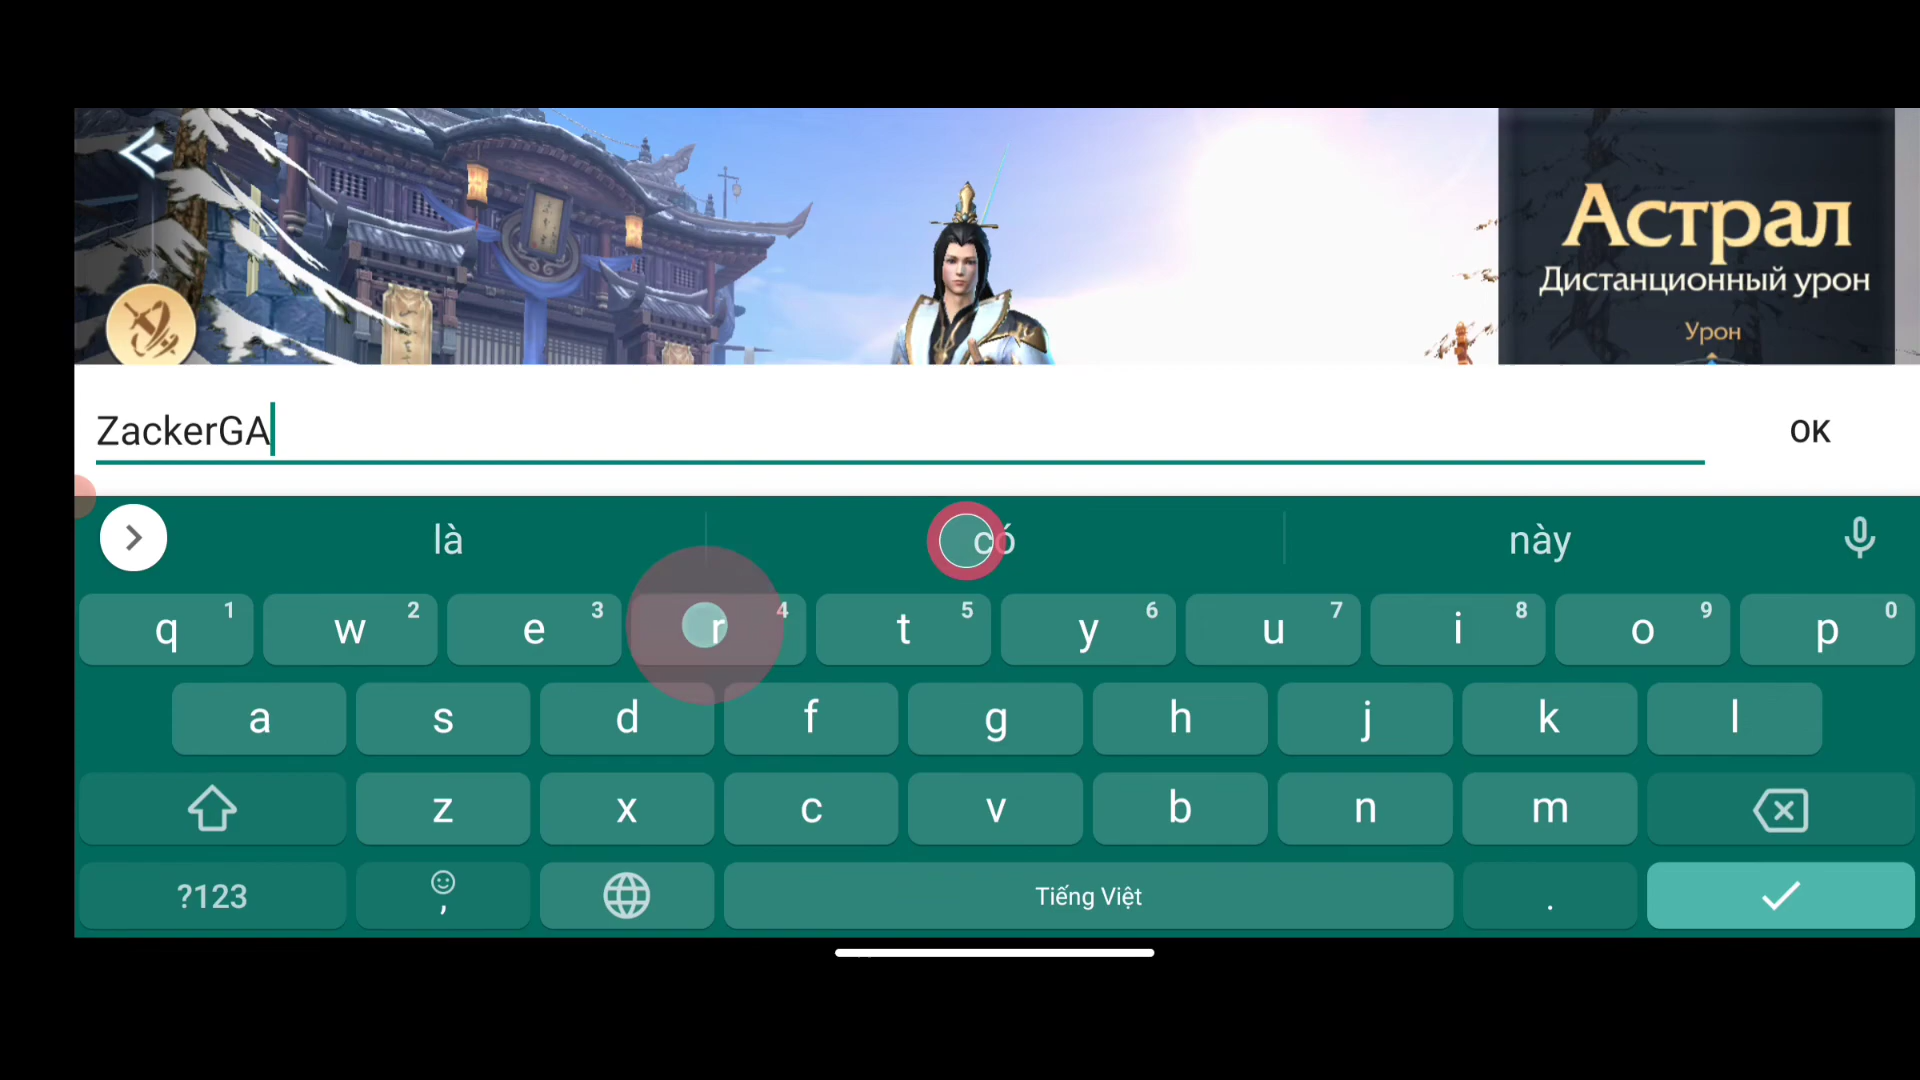 Астрал
Дистанционный урон
Урон
ZackerGA
OK
là
có
này
q 1 w 2 e 3 r 4 t 5 y 6 u 7 i 8 o 9 p 0
a s d f g h j k l
z x c v b n m
?123 , Tiếng Việt .